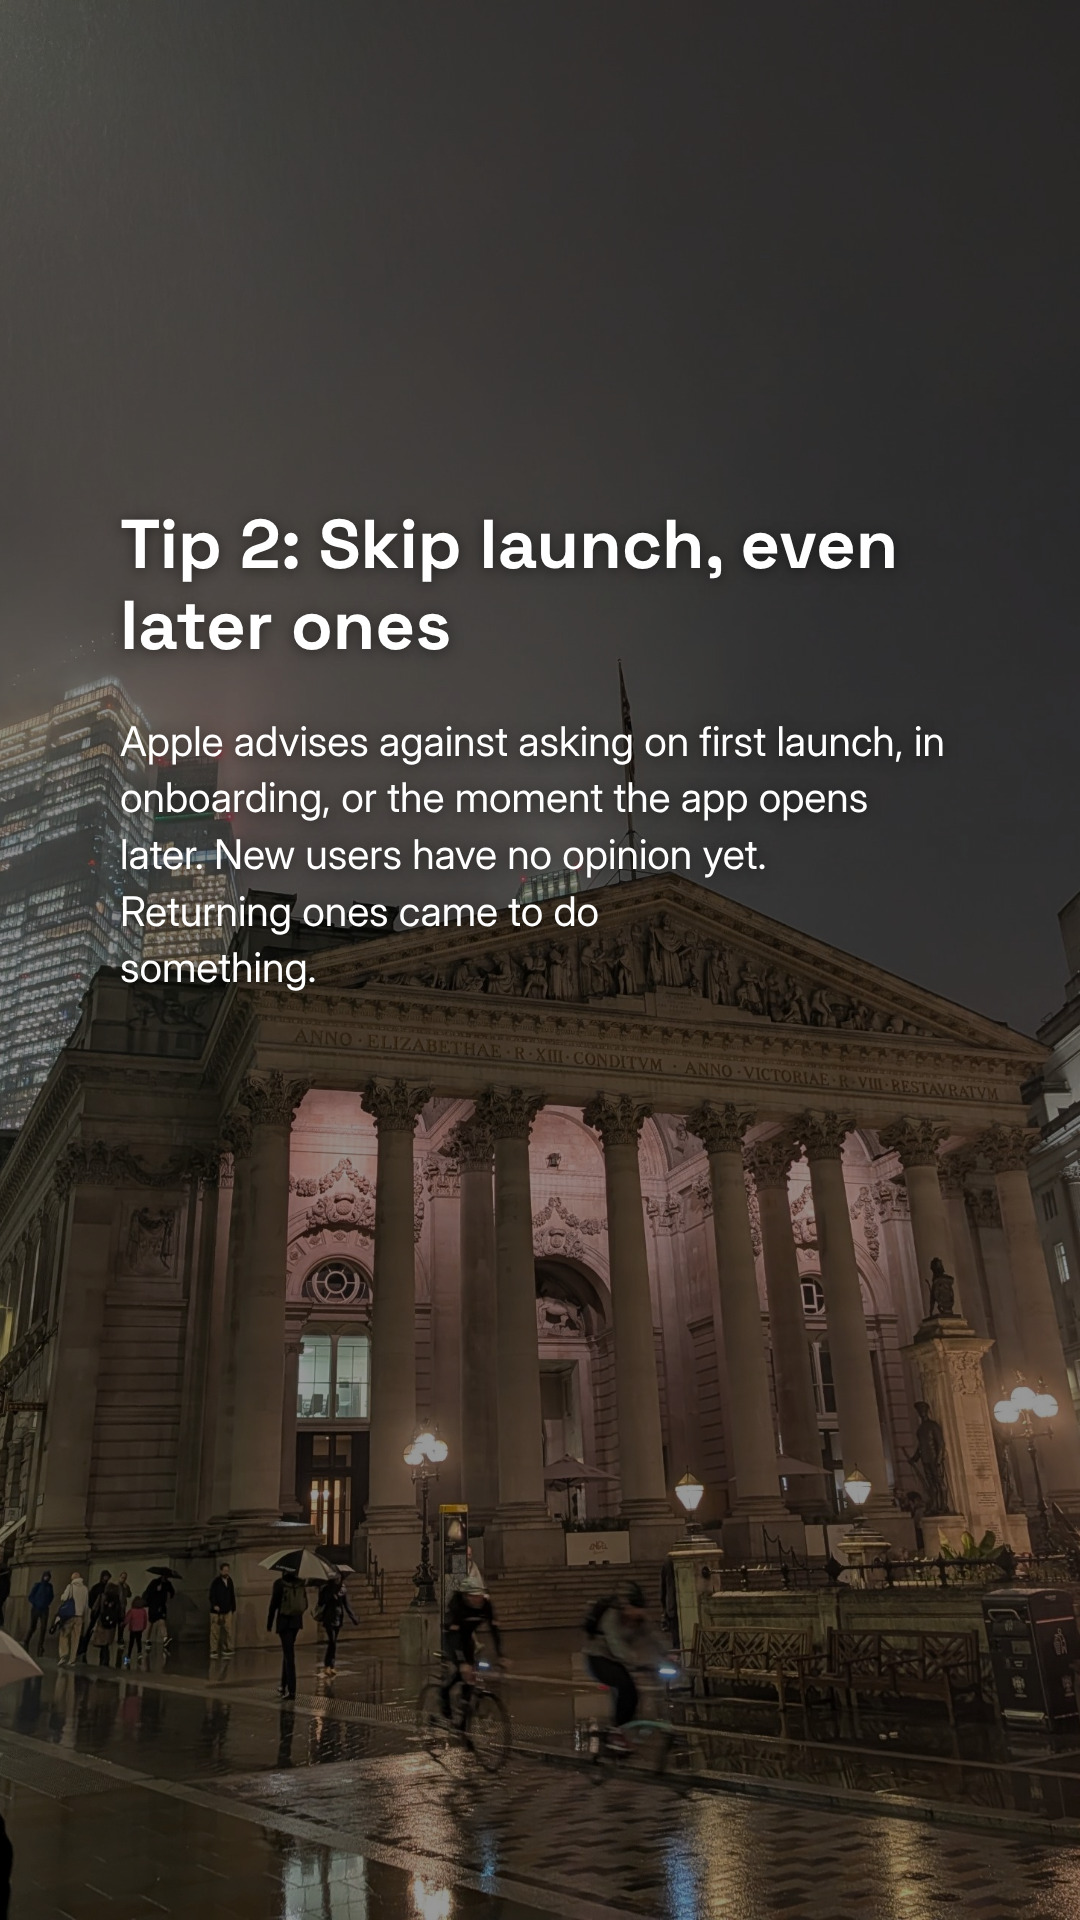 Tip 2: Skip launch, even
later ones
Apple advises against asking on first launch, in
onboarding, or the moment the app opens
later. New users have no opinion yet.
Returning ones came to do
something.
ANNO · ELIZABETHAE · R · XIII · CONDITVM · ANNO · VICTORIAE · R · VIII · RESTAVRATVM